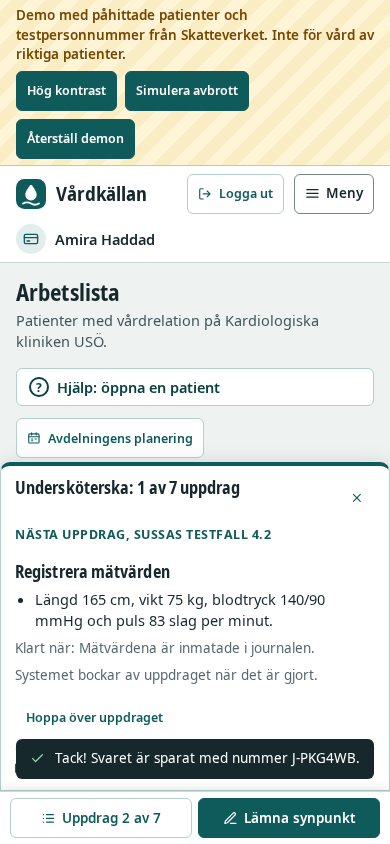 Demo med påhittade patienter och
testpersonnummer från Skatteverket. Inte för vård av
riktiga patienter.
Hög kontrast
Simulera avbrott
Återställ demon
Vårdkällan
Logga ut
Meny
Amira Haddad
Arbetslista
Patienter med vårdrelation på Kardiologiska
kliniken USÖ.
? Hjälp: öppna en patient
Avdelningens planering
Undersköterska: 1 av 7 uppdrag
NÄSTA UPPDRAG, SUSSAS TESTFALL 4.2
Registrera mätvärden
• Längd 165 cm, vikt 75 kg, blodtryck 140/90
mmHg och puls 83 slag per minut.
Klart när: Mätvärdena är inmatade i journalen.
Systemet bockar av uppdraget när det är gjort.
Hoppa över uppdraget
Tack! Svaret är sparat med nummer J-PKG4WB.
Uppdrag 2 av 7
Lämna synpunkt